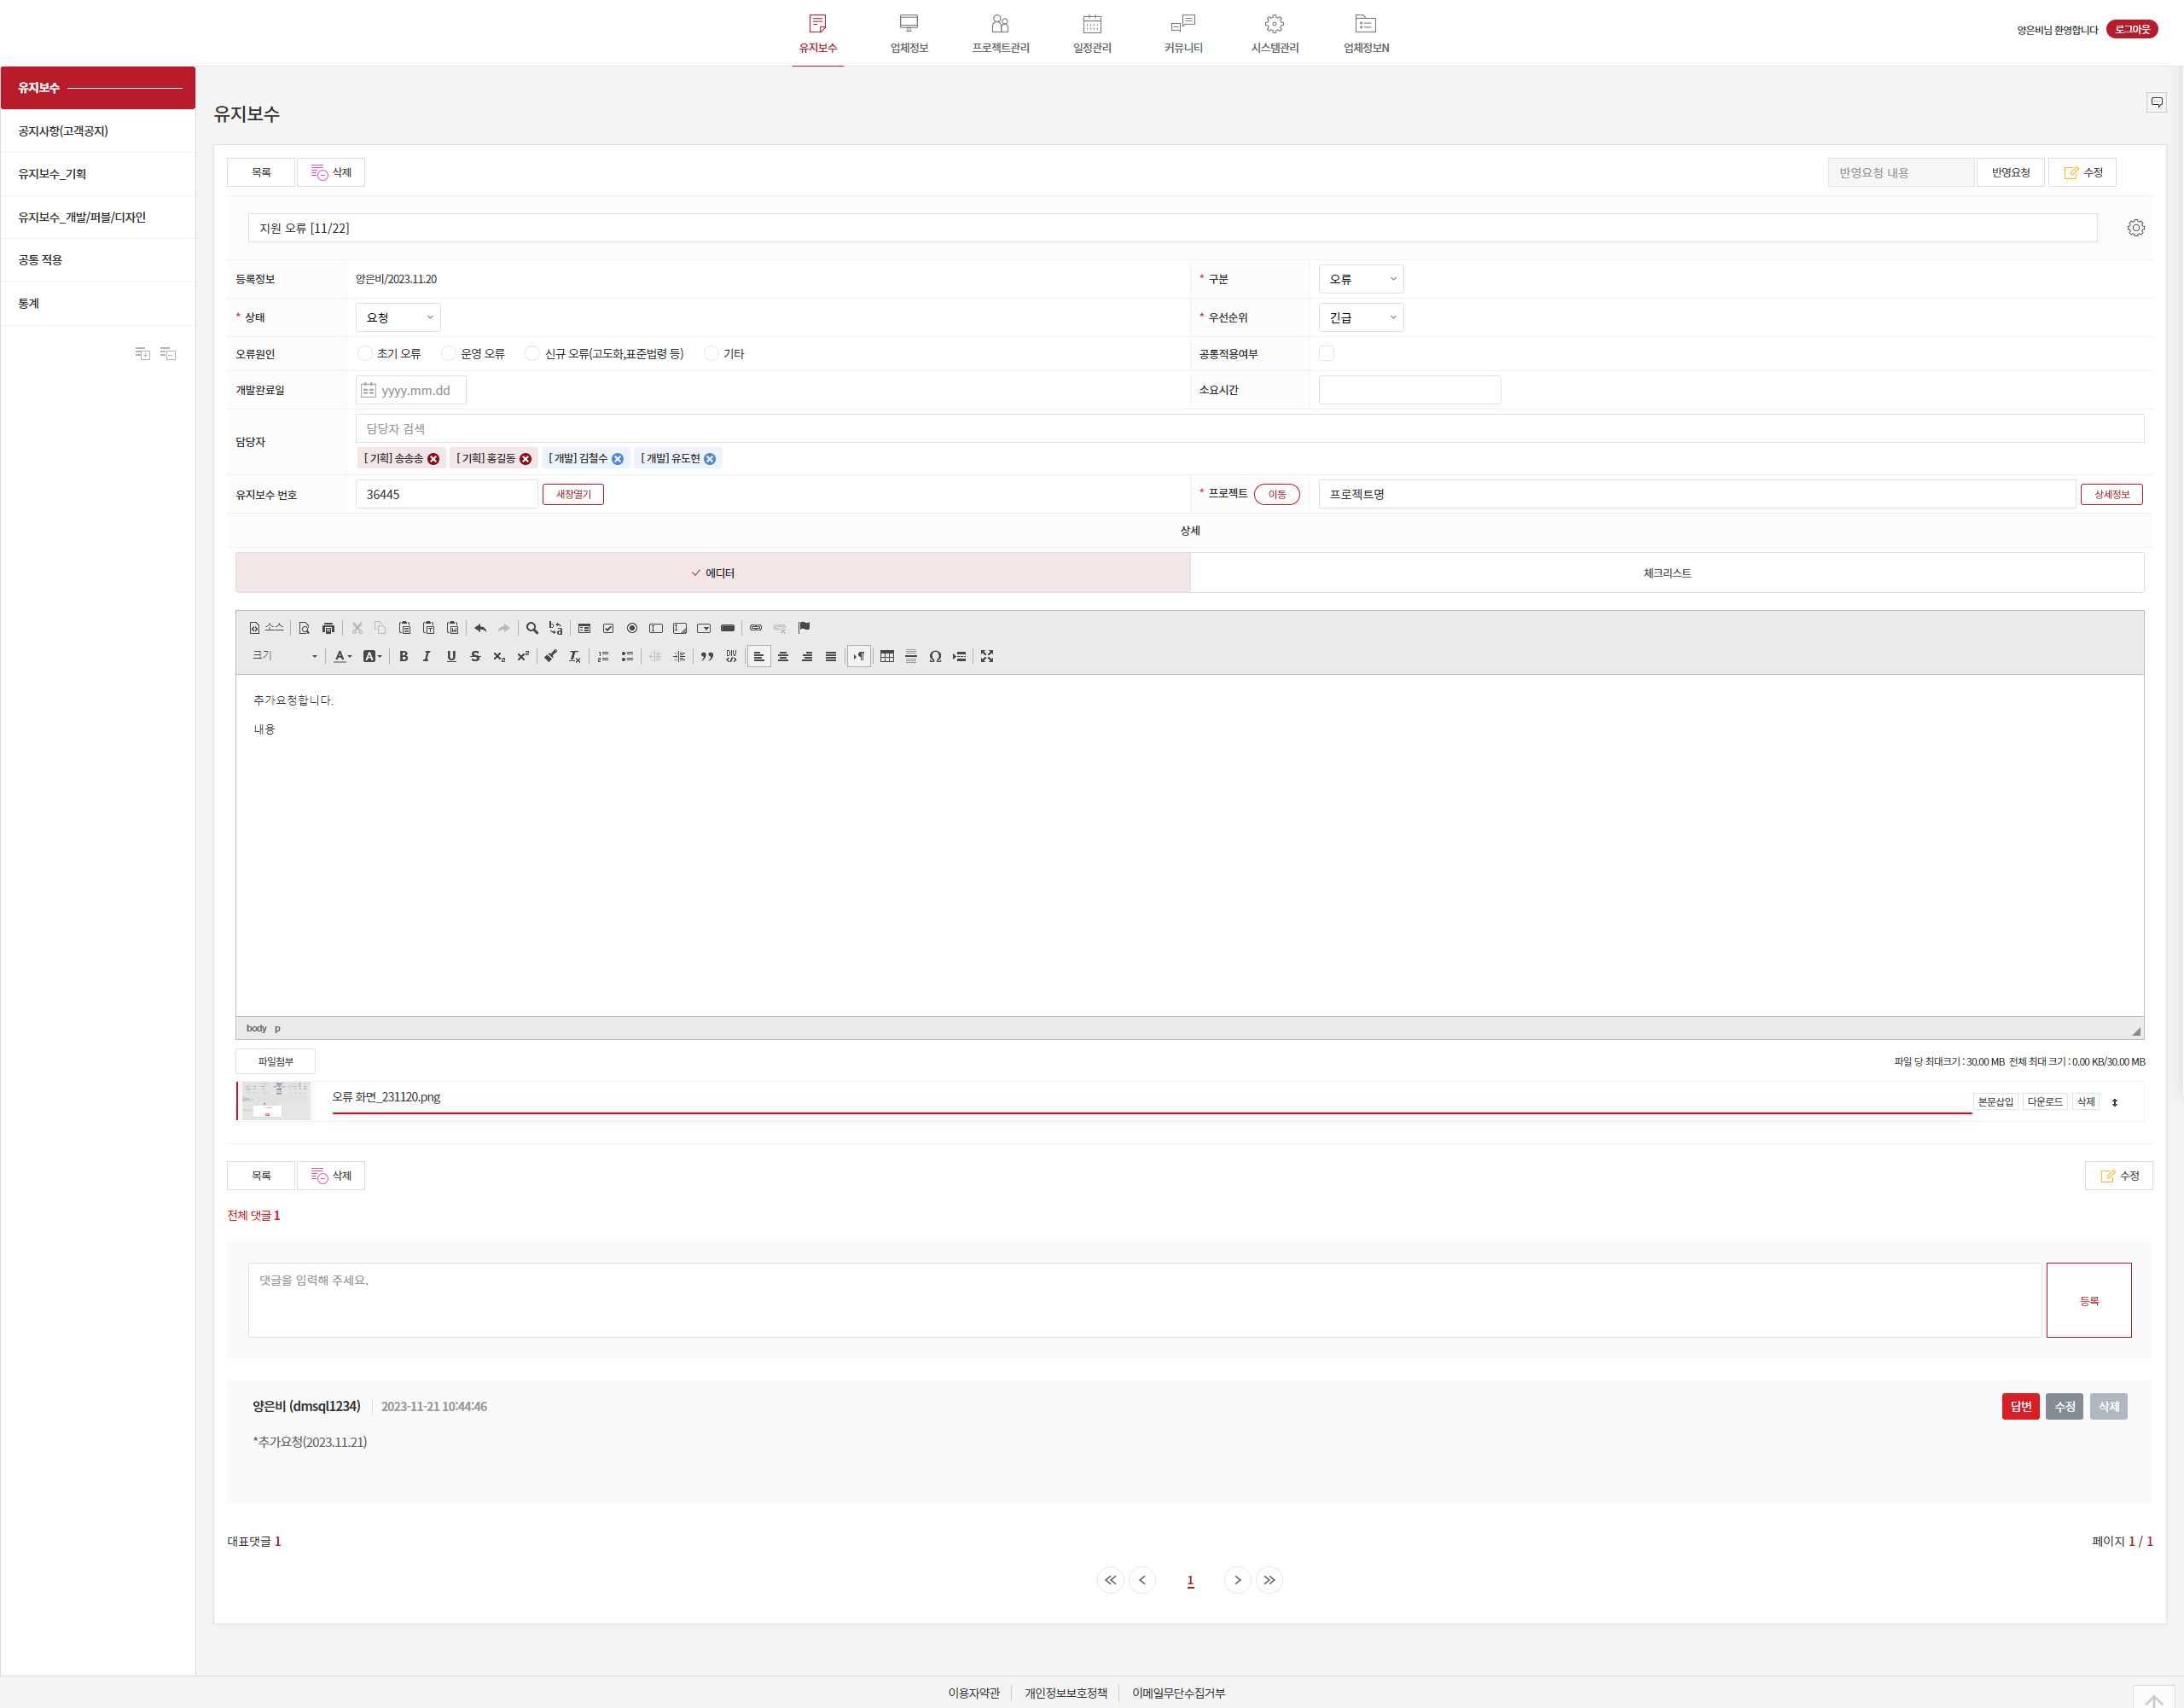 유지보수 업체정보 프로젝트관리 일정관리 커뮤니티 시스템관리 업체정보N
양은비님 환영합니다 로그아웃
유지보수
공지사항(고객공지)
유지보수_기획
유지보수_개발/퍼블/디자인
공통 적용
통계
유지보수
목록 삭제 반영요청 내용 반영요청 수정
지원 오류 [11/22]
등록정보 양은비/2023.11.20 * 구분 오류
* 상태 요청 * 우선순위 긴급
오류원인 초기 오류 운영 오류 신규 오류(고도화,표준법령 등) 기타 공통적용여부
개발완료일 yyyy.mm.dd 소요시간
담당자 담당자 검색
[ 기획] 송송송 [ 기획] 홍길동 [ 개발] 김철수 [ 개발] 유도현
유지보수 번호 36445 새창열기 * 프로젝트 이동 프로젝트명 상세정보
상세
에디터 체크리스트
소스
크기
추가요청합니다.
내용
body p
파일첨부 파일 당 최대크기 : 30.00 MB 전체 최대 크기 : 0.00 KB/30.00 MB
오류 화면_231120.png 본문삽입 다운로드 삭제
목록 삭제 수정
전체 댓글 1
댓글을 입력해 주세요.
등록
양은비 (dmsql1234) 2023-11-21 10:44:46 답변 수정 삭제
*추가요청(2023.11.21)
대표댓글 1 페이지 1 / 1
1
이용자약관 개인정보보호정책 이메일무단수집거부